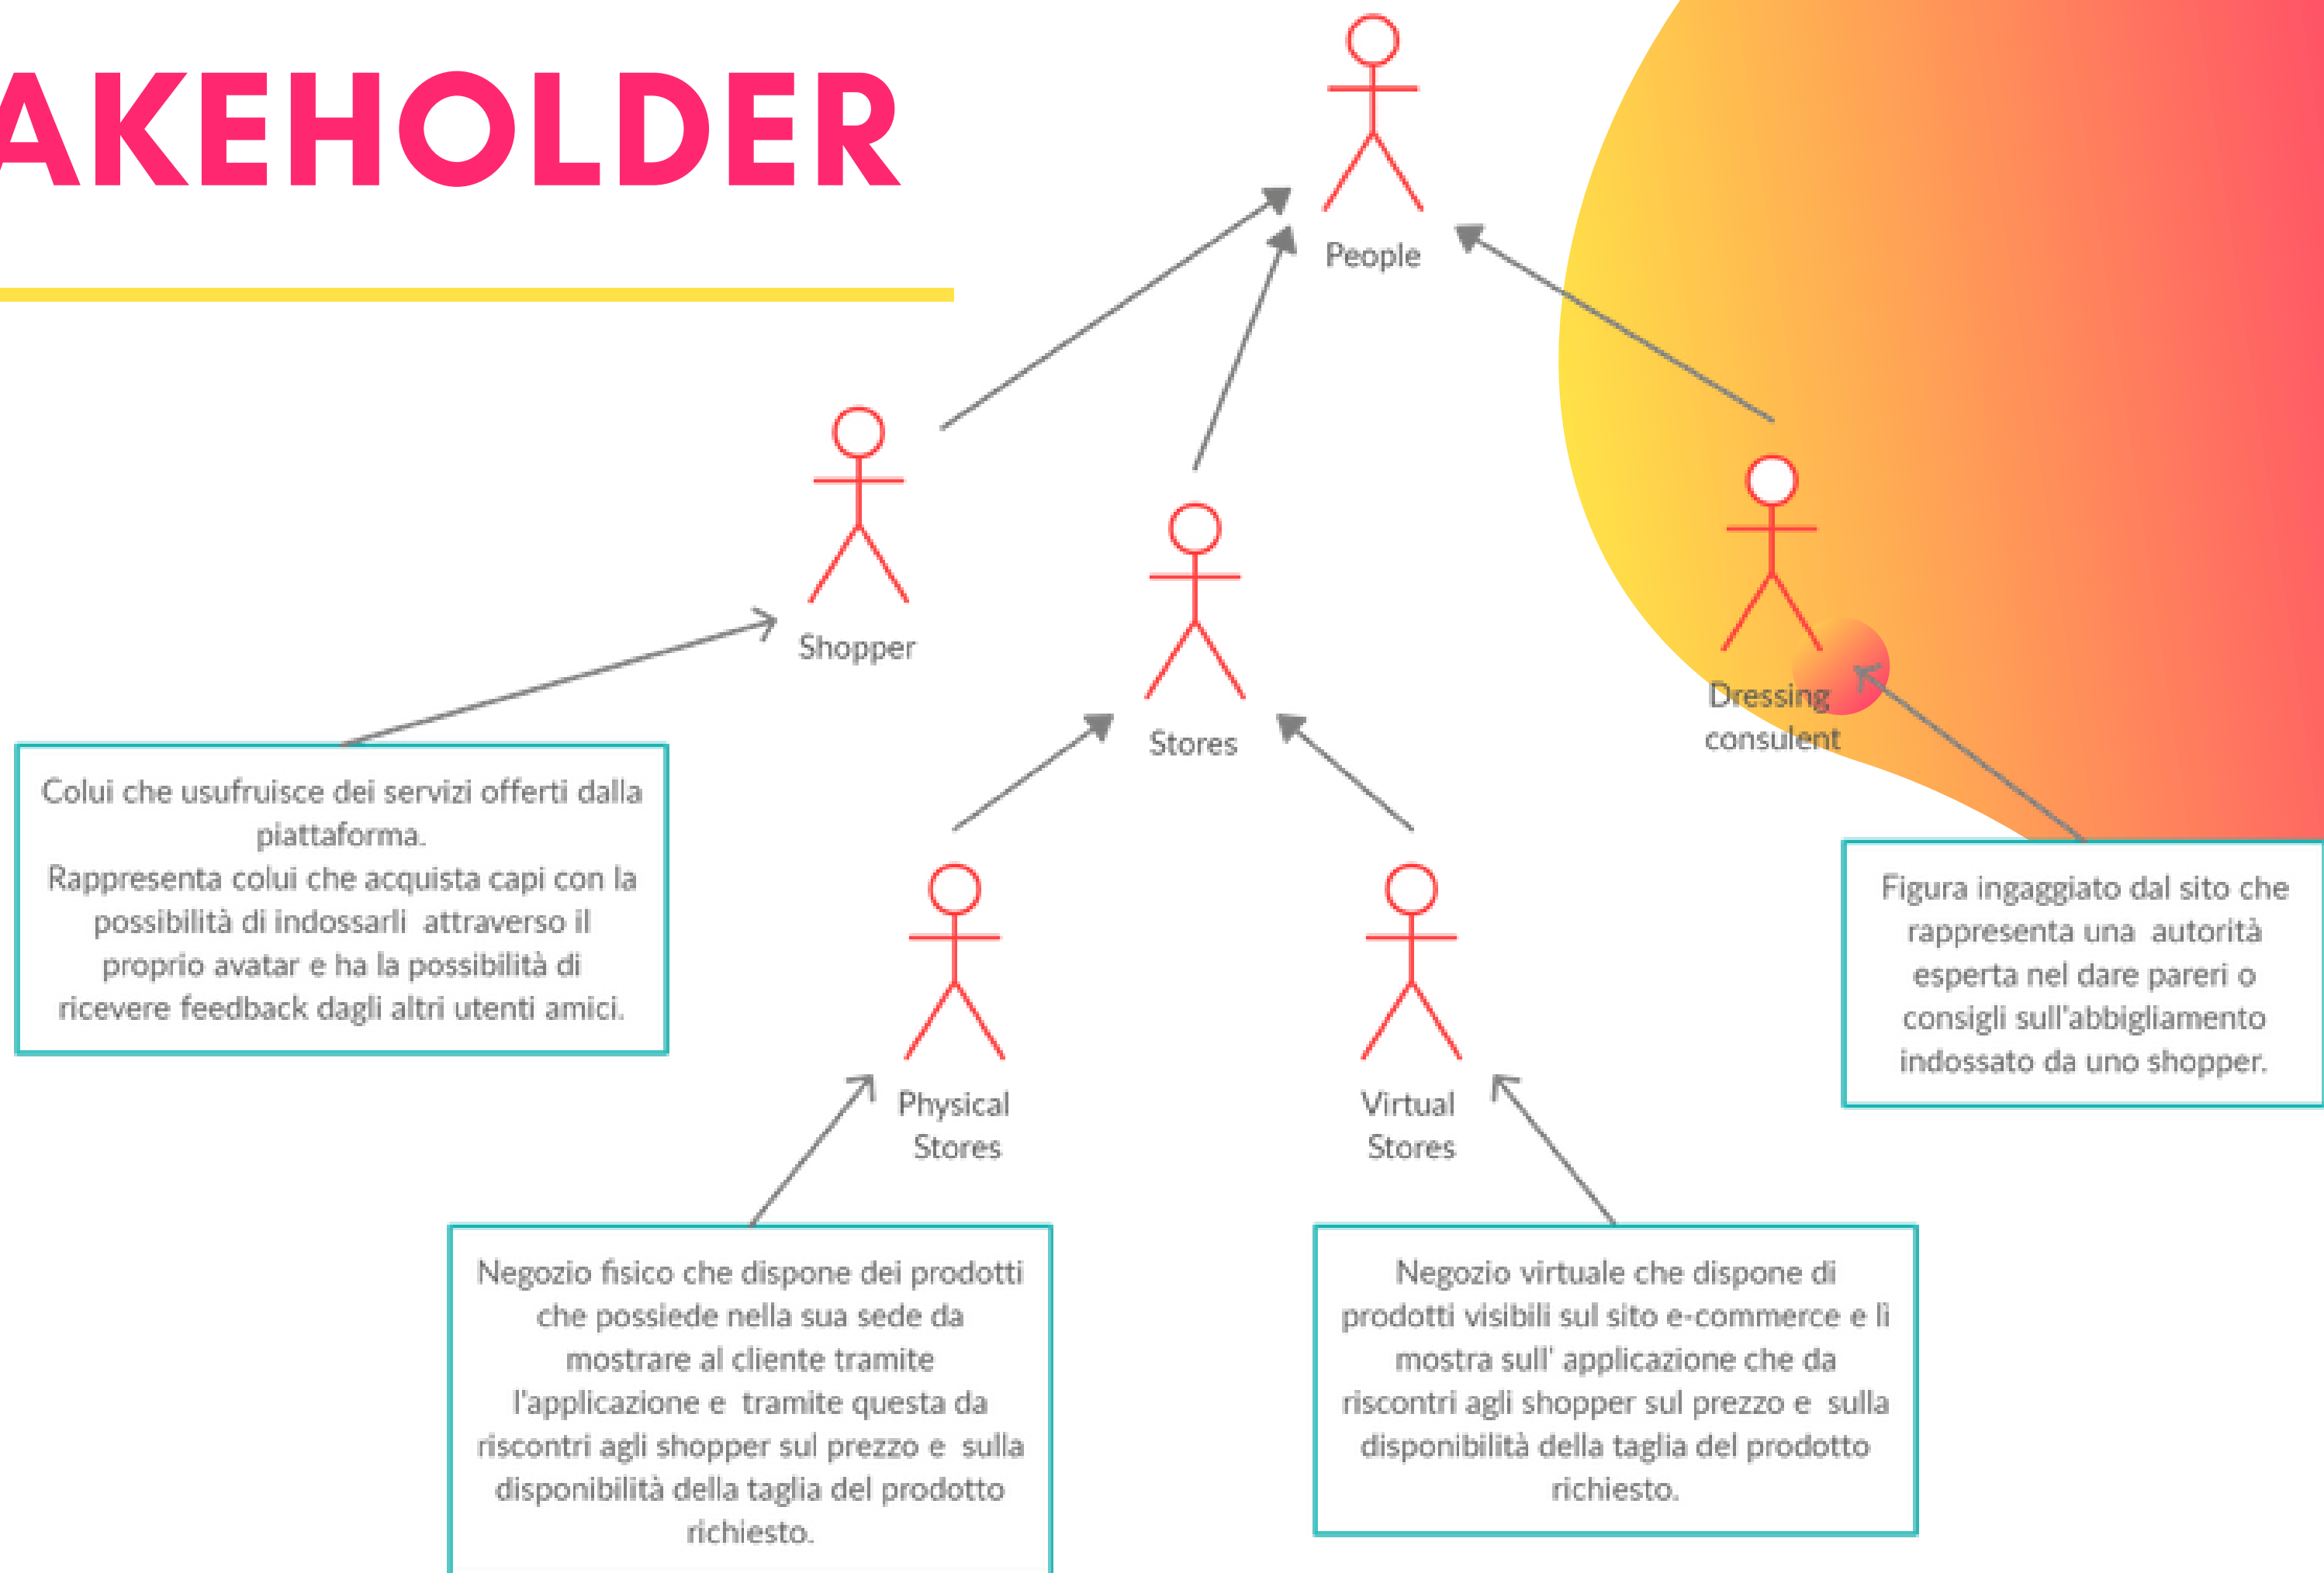 AKEHOLDER
People
Shopper
Stores
Dressing
consulent
Colui che usufruisce dei servizi offerti dalla
piattaforma.
Rappresenta colui che acquista capi con la
possibilità di indossarli attraverso il
proprio avatar e ha la possibilità di
ricevere feedback dagli altri utenti amici.
Figura ingaggiato dal sito che
rappresenta una autorità
esperta nel dare pareri o
consigli sull'abbigliamento
indossato da uno shopper.
Physical
Stores
Virtual
Stores
Negozio fisico che dispone dei prodotti
che possiede nella sua sede da
mostrare al cliente tramite
l'applicazione e tramite questa da
riscontri agli shopper sul prezzo e sulla
disponibilità della taglia del prodotto
richiesto.
Negozio virtuale che dispone di
prodotti visibili sul sito e-commerce e lì
mostra sull' applicazione che da
riscontri agli shopper sul prezzo e sulla
disponibilità della taglia del prodotto
richiesto.